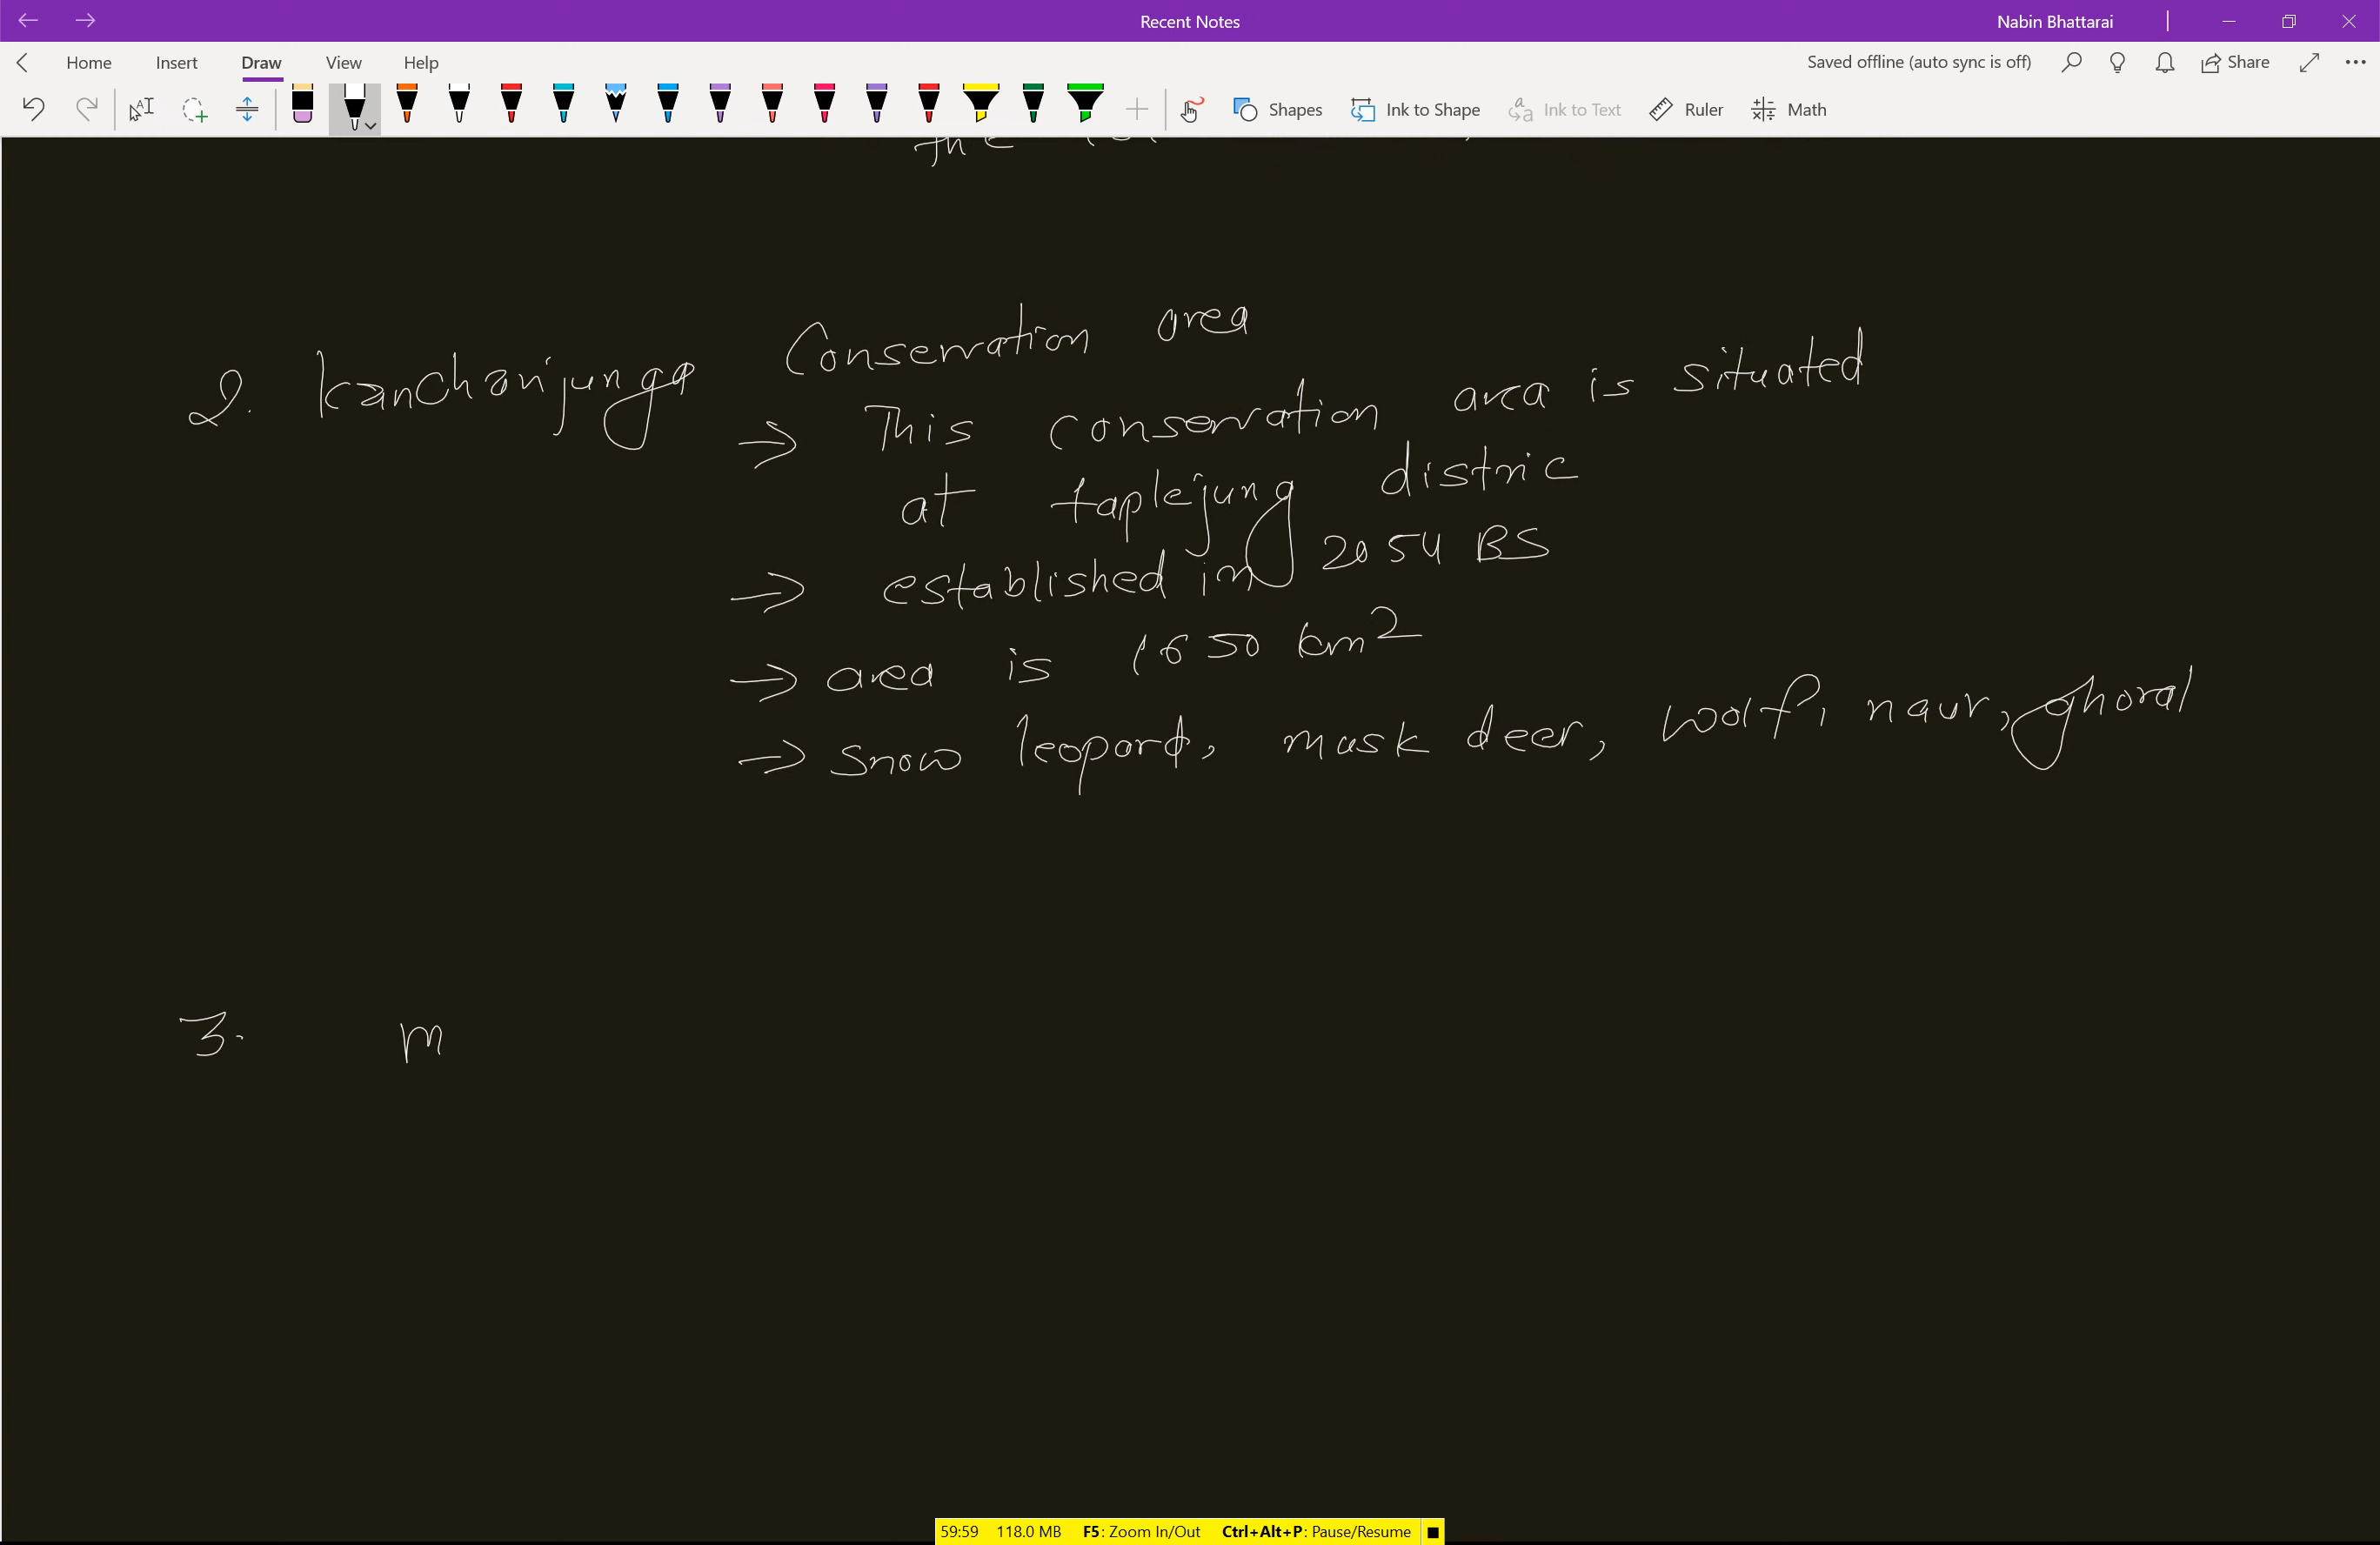 Recent Notes
Nabin Bhattarai
Home Insert Draw View Help
Saved offline (auto sync is off)
Share
Shapes
Ink to Shape
Ink to Text
Ruler
Math
the
2. Kanchanjunga Conservation area
⇒ This conservation area is situated
at taplejung distric
⇒ established in 2054 BS
⇒ area is 1650 km²
⇒ snow leopard, musk deer, wolf, naur, ghoral
3. m
59:59 118.0 MB F5: Zoom In/Out Ctrl+Alt+P: Pause/Resume